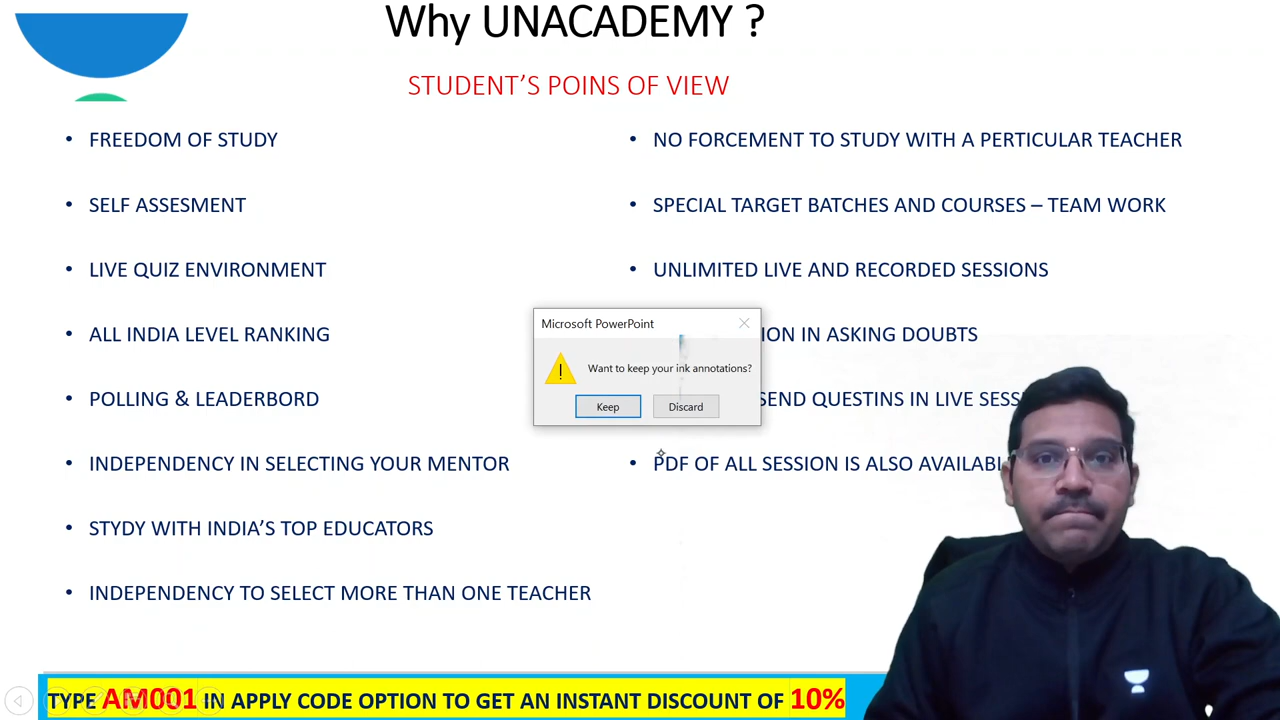 Why UNACADEMY ?
STUDENT'S POINS OF VIEW
• FREEDOM OF STUDY
• SELF ASSESMENT
• LIVE QUIZ ENVIRONMENT
• ALL INDIA LEVEL RANKING
• POLLING & LEADERBORD
• INDEPENDENCY IN SELECTING YOUR MENTOR
• STYDY WITH INDIA'S TOP EDUCATORS
• INDEPENDENCY TO SELECT MORE THAN ONE TEACHER
• NO FORCEMENT TO STUDY WITH A PERTICULAR TEACHER
• SPECIAL TARGET BATCHES AND COURSES – TEAM WORK
• UNLIMITED LIVE AND RECORDED SESSIONS
IN ASKING DOUBTS
SEND QUESTINS IN LIVE
• PDF OF ALL SESSION IS ALSO
Microsoft PowerPoint
Want to keep your ink annotations?
Keep
Discard
TYPE AM001 IN APPLY CODE OPTION TO GET AN INSTANT DISCOUNT OF 10%